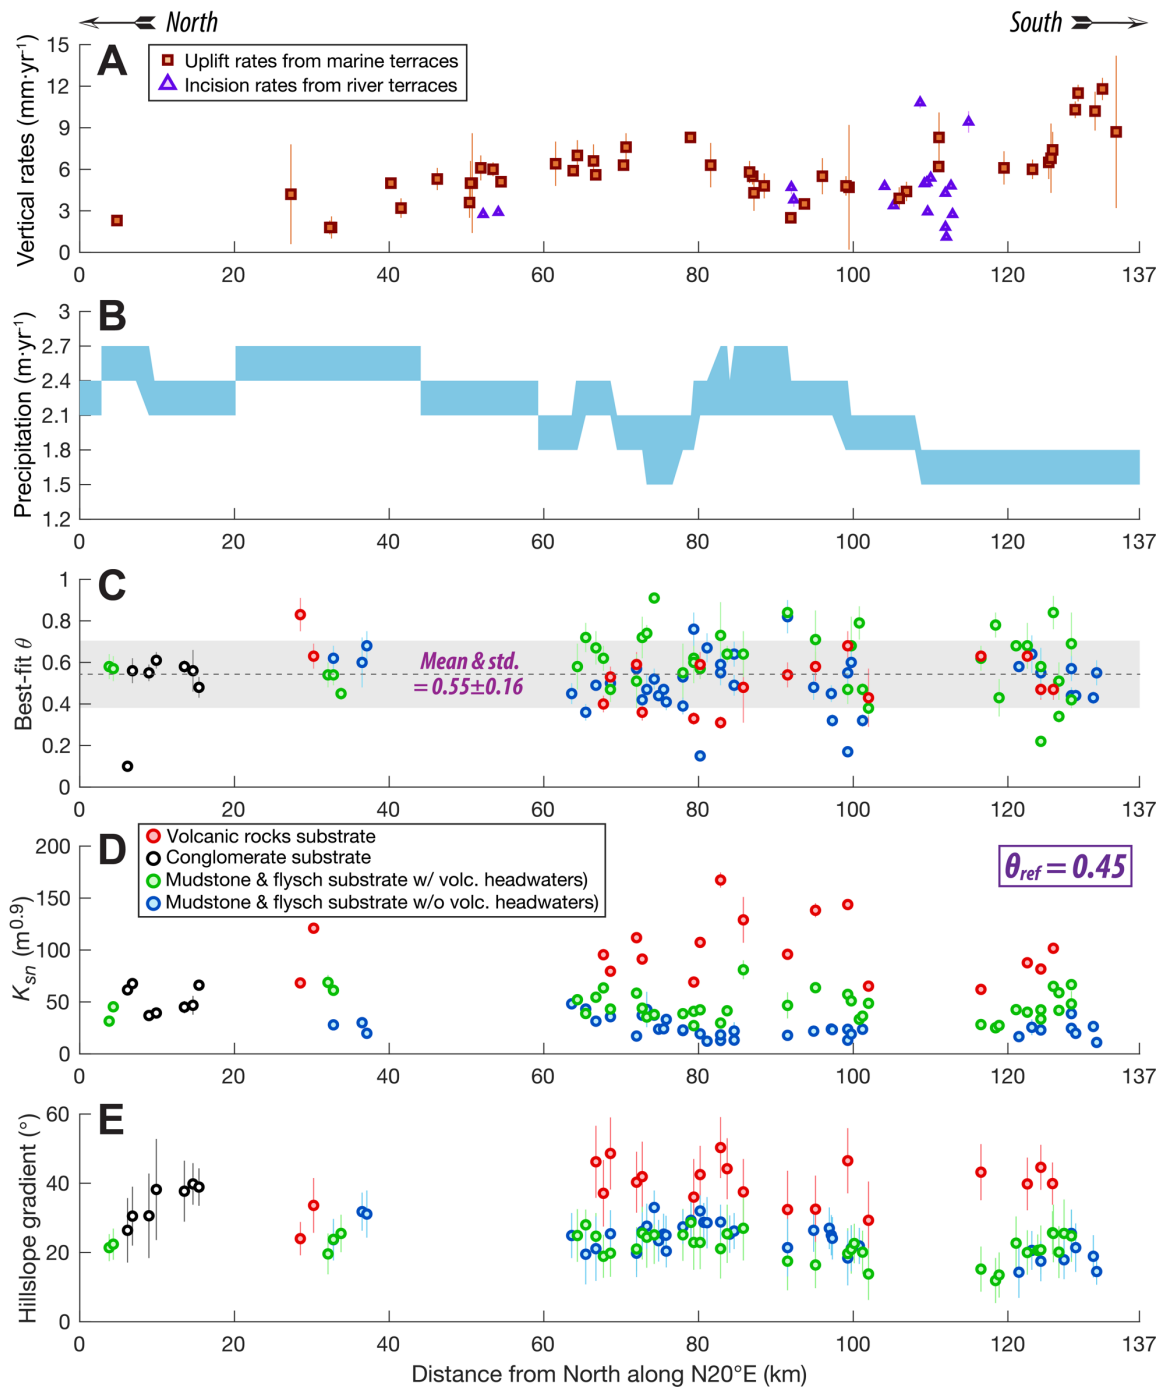 North South
A
Uplift rates from marine terraces
Incision rates from river terraces
Vertical rates (mm·yr⁻¹)
15
12
9
6
3
0
0 20 40 60 80 100 120 137
B
Precipitation (m·yr⁻¹)
3
2.7
2.4
2.1
1.8
1.5
1.2
0 20 40 60 80 100 120 137
C
Best-fit θ
1
0.8
0.6
0.4
0.2
0
Mean & std.
= 0.55±0.16
0 20 40 60 80 100 120 137
D
Volcanic rocks substrate
Conglomerate substrate
Mudstone & flysch substrate w/ volc. headwaters)
Mudstone & flysch substrate w/o volc. headwaters)
θref = 0.45
Ksn (m⁰·⁹)
200
150
100
50
0
0 20 40 60 80 100 120 137
E
Hillslope gradient (°)
60
40
20
0
0 20 40 60 80 100 120 137
Distance from North along N20°E (km)